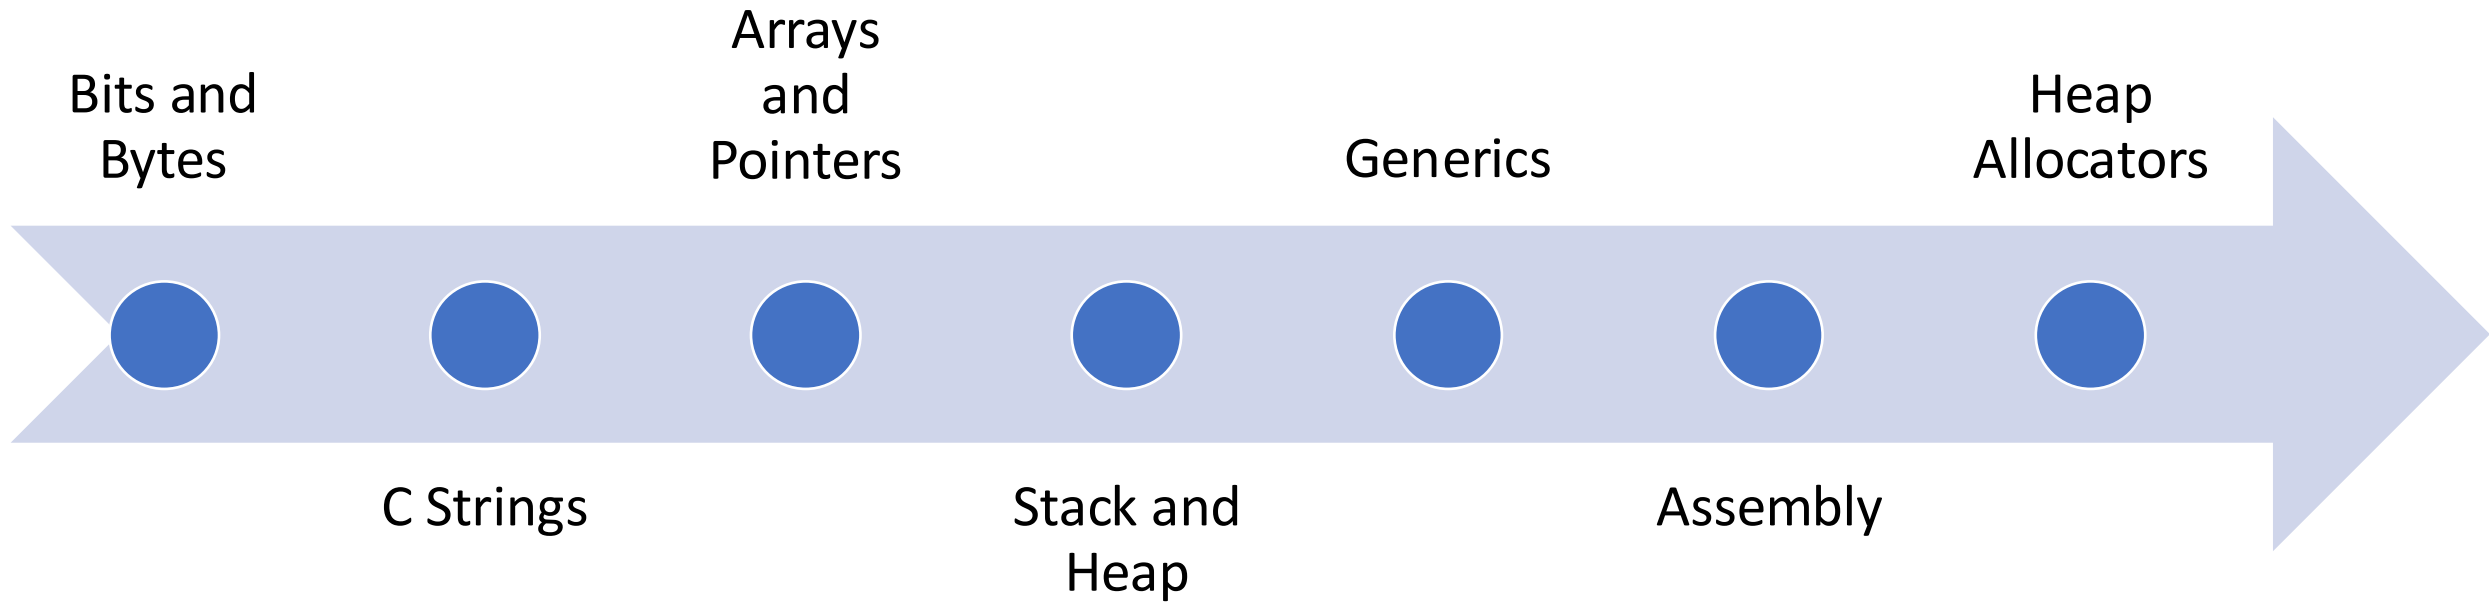 Bits and
Bytes
C Strings
Arrays
and
Pointers
Stack and
Heap
Generics
Assembly
Heap
Allocators